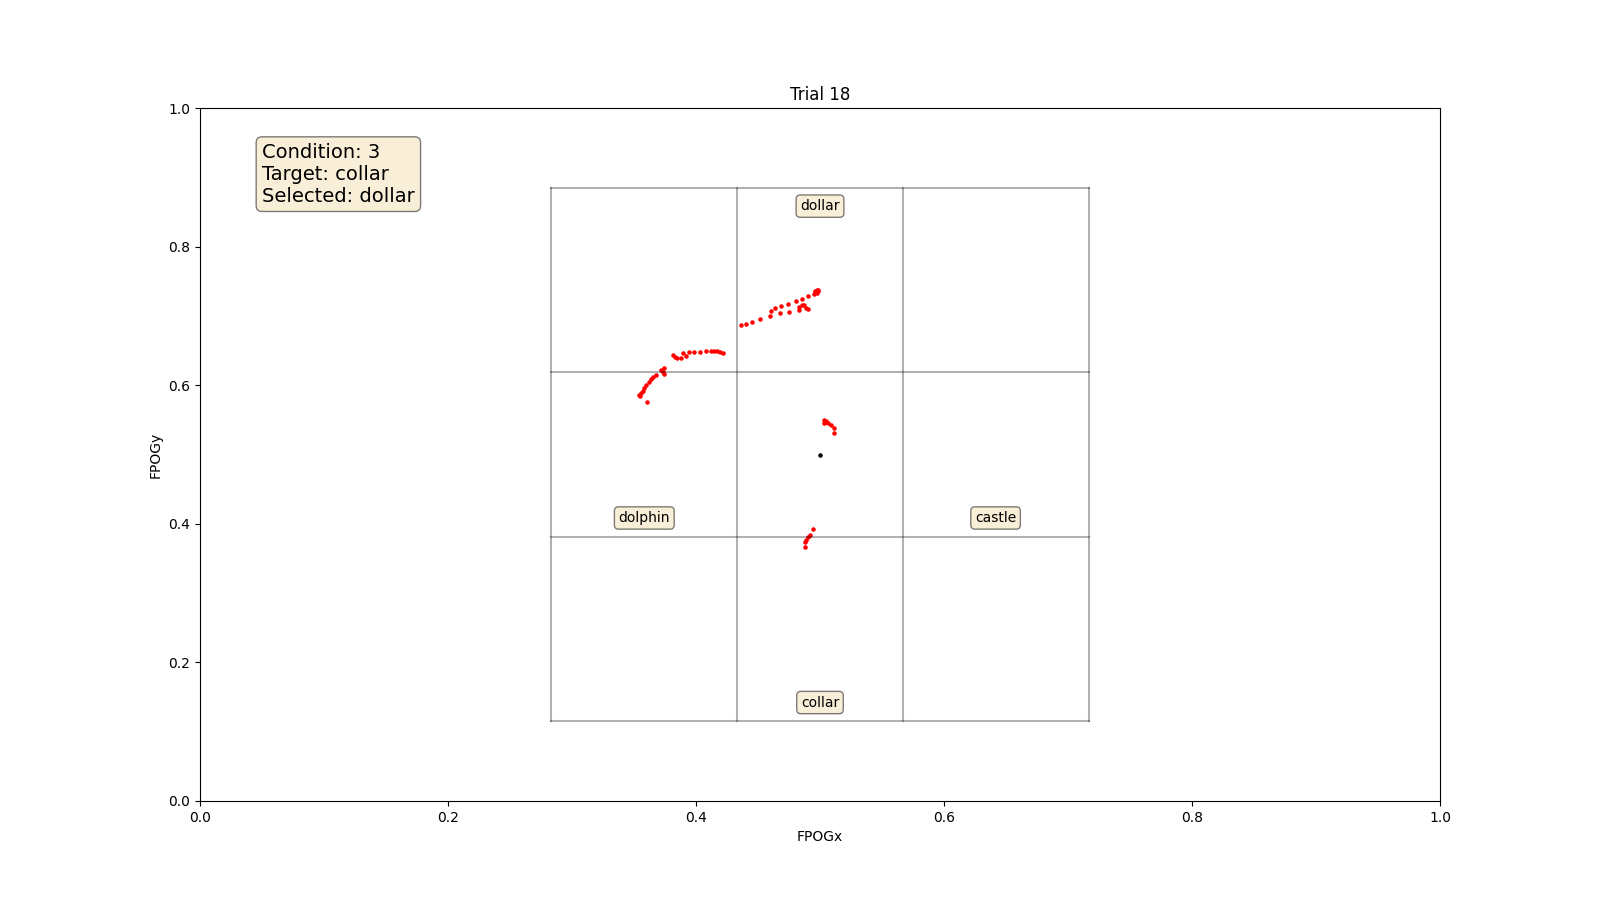 Trial 18
Condition: 3
Target: collar
Selected: dollar
dollar
dolphin
castle
collar
1.0
0.8
0.6
0.4
0.2
0.0
FPOGy
0.0 0.2 0.4 0.6 0.8 1.0
FPOGx